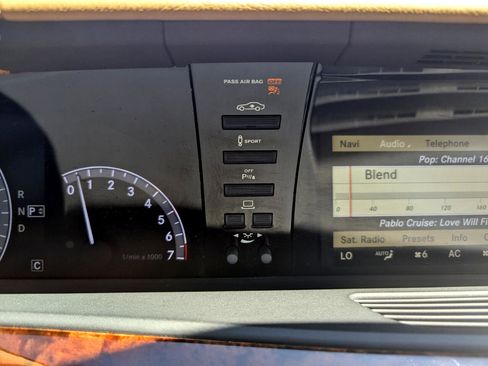 PASS AIR BAG OFF
SPORT
OFF
P
R
N P
D
C
0 1 2 3 4 5 6 7
1/min x 1000
Navi Audio Telephone
Pop: Channel 16
Blend
0 40 80 120 160
Pablo Cruise: Love Will Fi
Sat. Radio Presets Info C
LO AUTO 6 AC